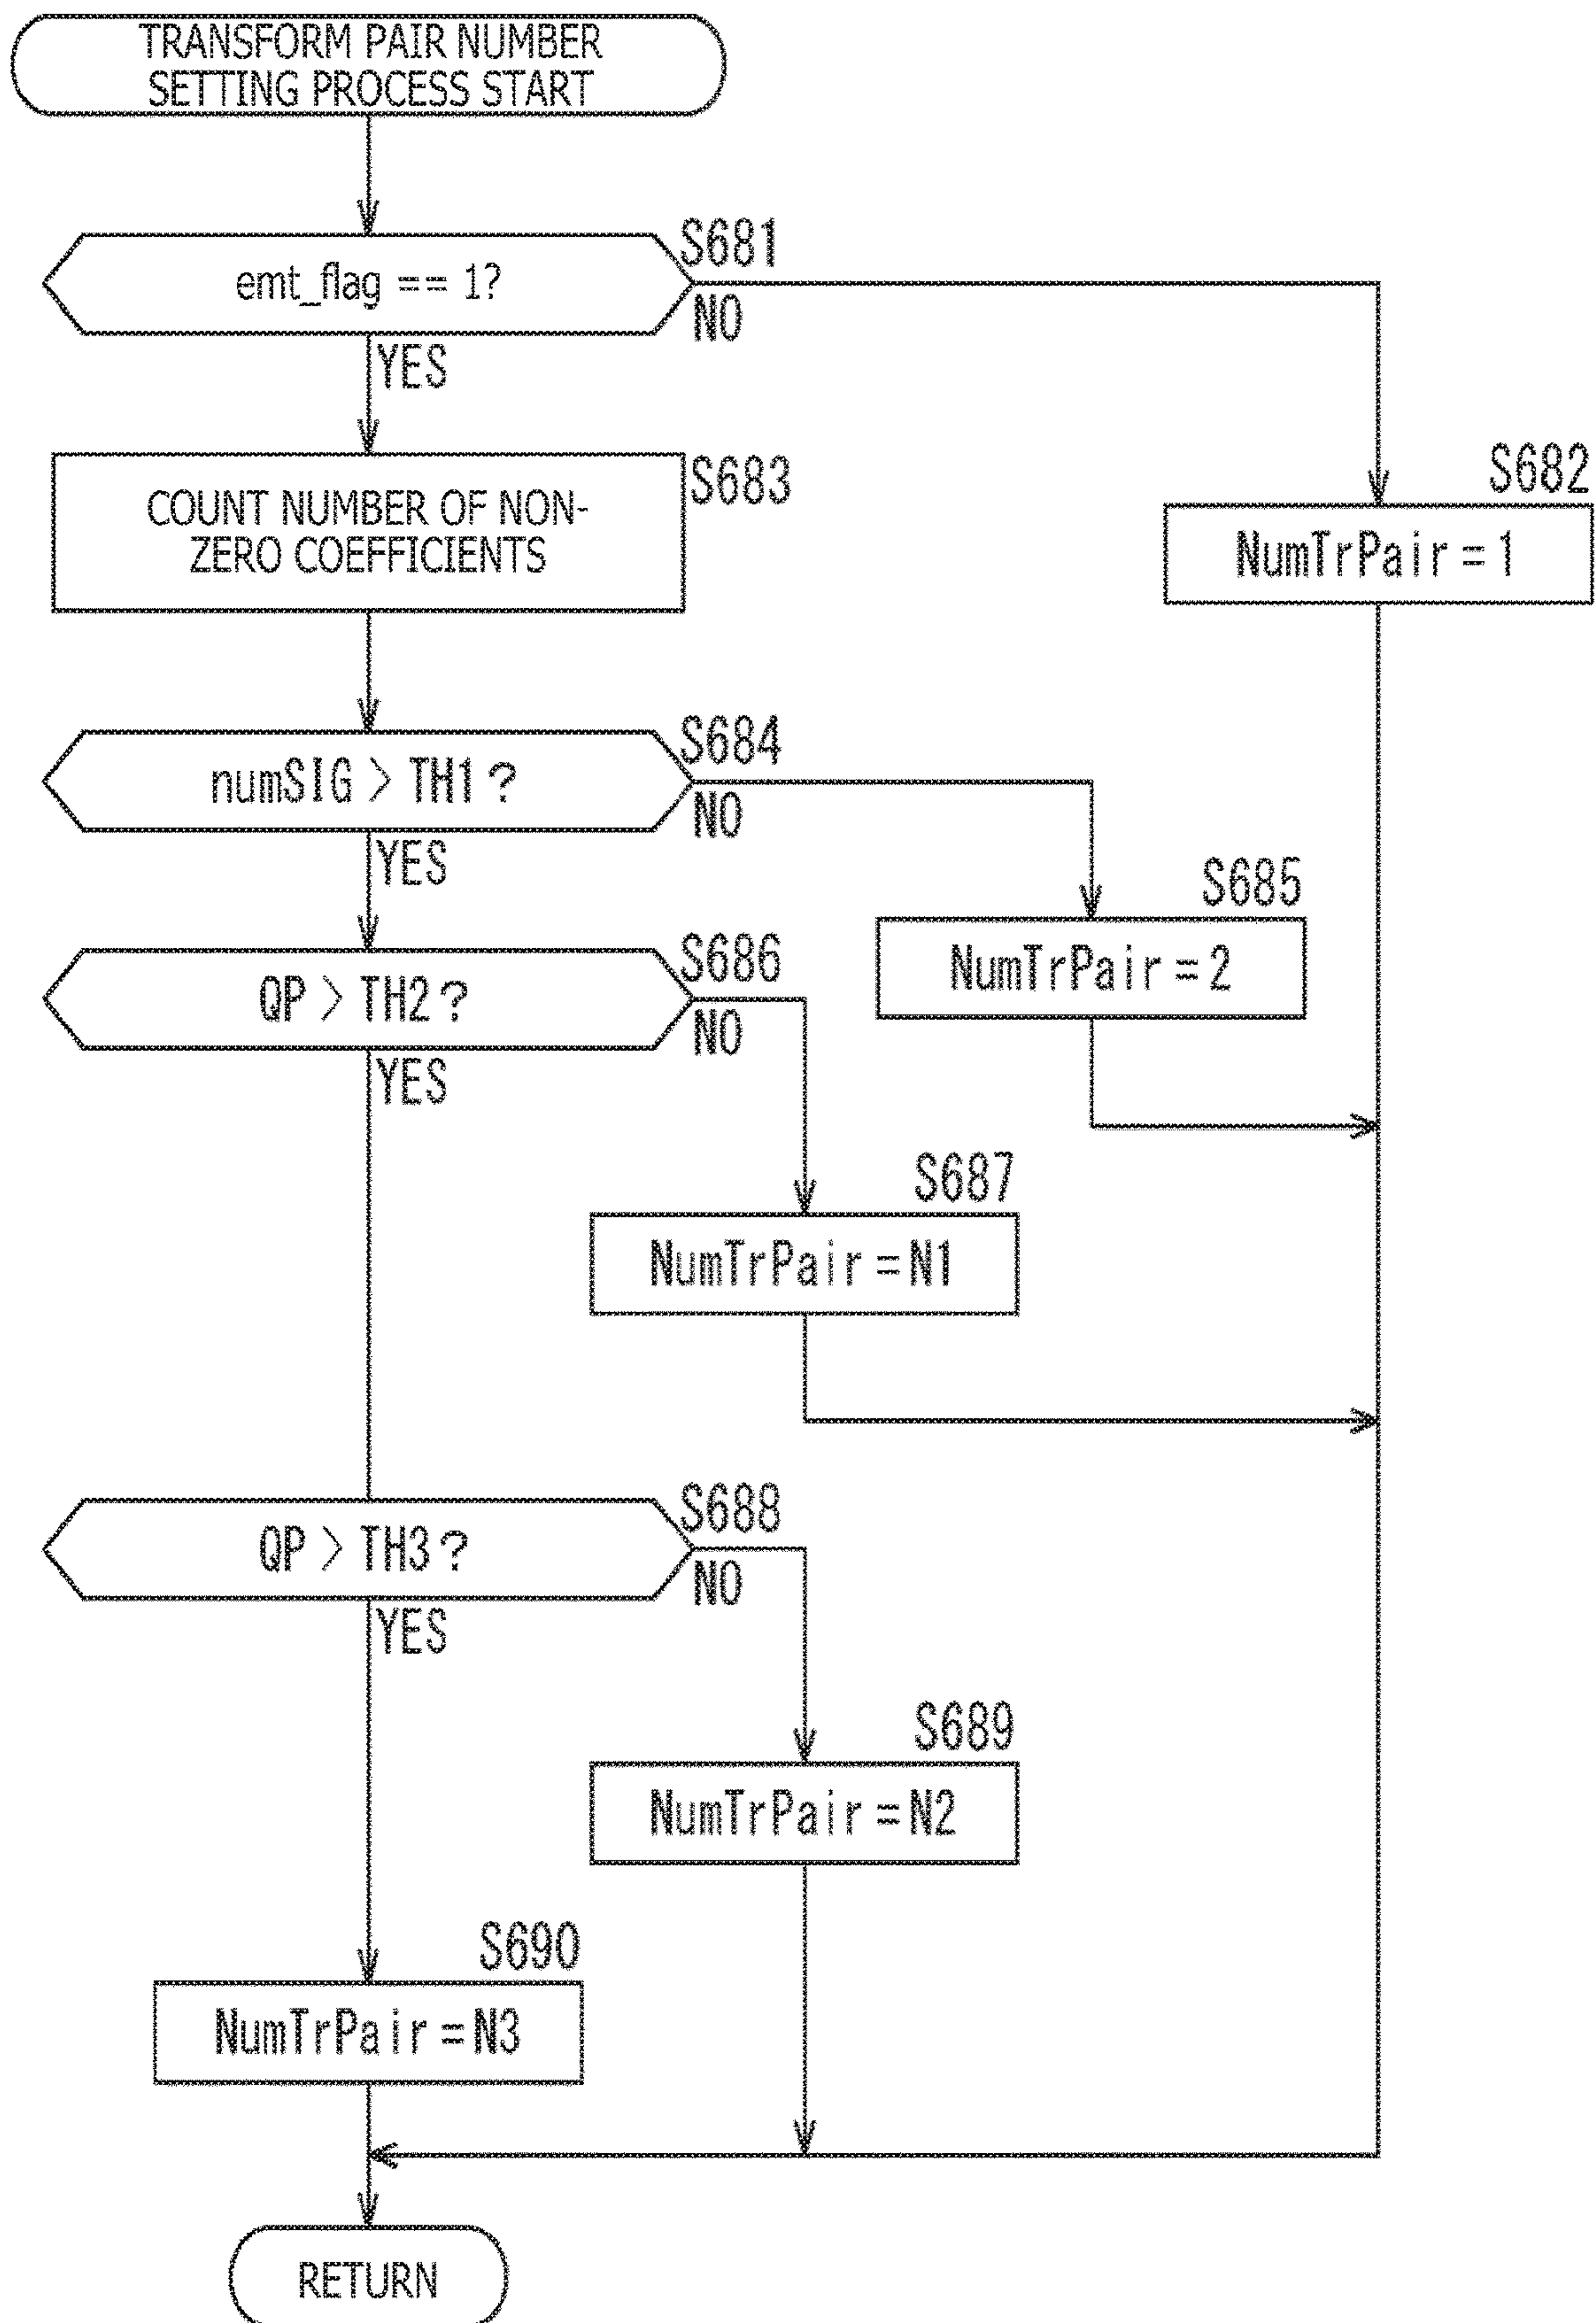 TRANSFORM PAIR NUMBER
SETTING PROCESS START
S681
emt_flag == 1?
NO
YES
S682
NumTrPair = 1
S683
COUNT NUMBER OF NON-
ZERO COEFFICIENTS
S684
numSIG > TH1 ?
NO
YES
S685
NumTrPair = 2
S686
QP > TH2 ?
NO
YES
S687
NumTrPair = N1
S688
QP > TH3 ?
NO
YES
S689
NumTrPair = N2
S690
NumTrPair = N3
RETURN